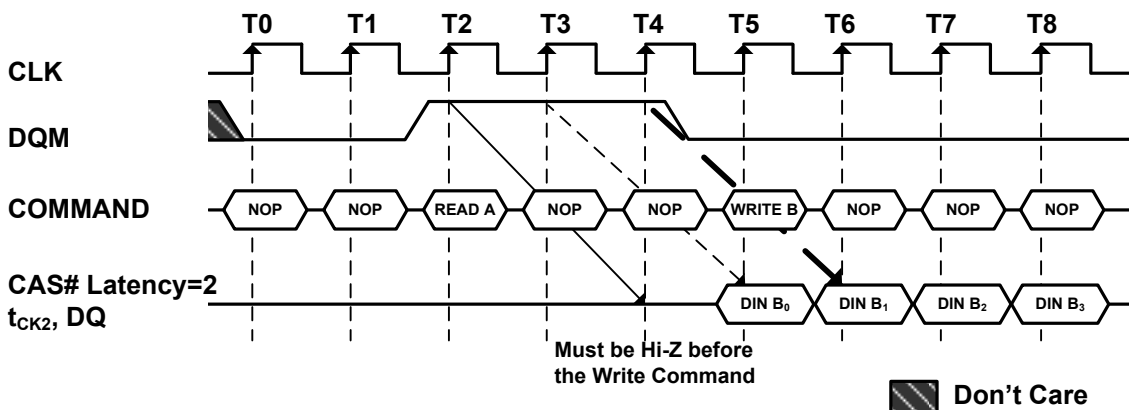 T0 T1 T2 T3 T4 T5 T6 T7 T8
CLK
DQM
COMMAND NOP NOP READ A NOP NOP WRITE B NOP NOP NOP
CAS# Latency=2
tCK2, DQ DIN B0 DIN B1 DIN B2 DIN B3
Must be Hi-Z before
the Write Command
Don't Care